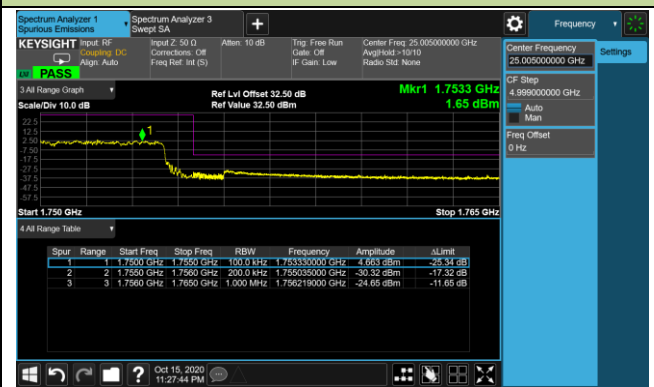 Spectrum Analyzer 1
Spurious Emissions
Spectrum Analyzer 3
Swept SA
+
Frequency
KEYSIGHT
Input: RF
Coupling: DC
Align: Auto
Input Z: 50 Ω
Corrections: Off
Freq Ref: Int (S)
Atten: 10 dB
Trig: Free Run
Gate: Off
IF Gain: Low
Center Freq: 25.005000000 GHz
Avg|Hold:>10/10
Radio Std: None
PASS
Center Frequency
25.005000000 GHz
Settings
CF Step
4.999000000 GHz
Auto
Man
Freq Offset
0 Hz
3 All Range Graph
Scale/Div 10.0 dB
Ref Lvl Offset 32.50 dB
Ref Value 32.50 dBm
Mkr1 1.7533 GHz
1.65 dBm
22.5
12.5
2.50
-7.50
-17.5
-27.5
-37.5
-47.5
-57.5
1
Start 1.750 GHz
Stop 1.765 GHz
4 All Range Table
Spur Range Start Freq Stop Freq RBW Frequency Amplitude ΔLimit
1 1 1.7500 GHz 1.7550 GHz 100.0 kHz 1.753330000 GHz 4.663 dBm -25.34 dB
2 2 1.7550 GHz 1.7560 GHz 200.0 kHz 1.755035000 GHz -30.32 dBm -17.32 dB
3 3 1.7560 GHz 1.7650 GHz 1.000 MHz 1.756219000 GHz -24.65 dBm -11.65 dB
?
Oct 15, 2020
11:27:44 PM